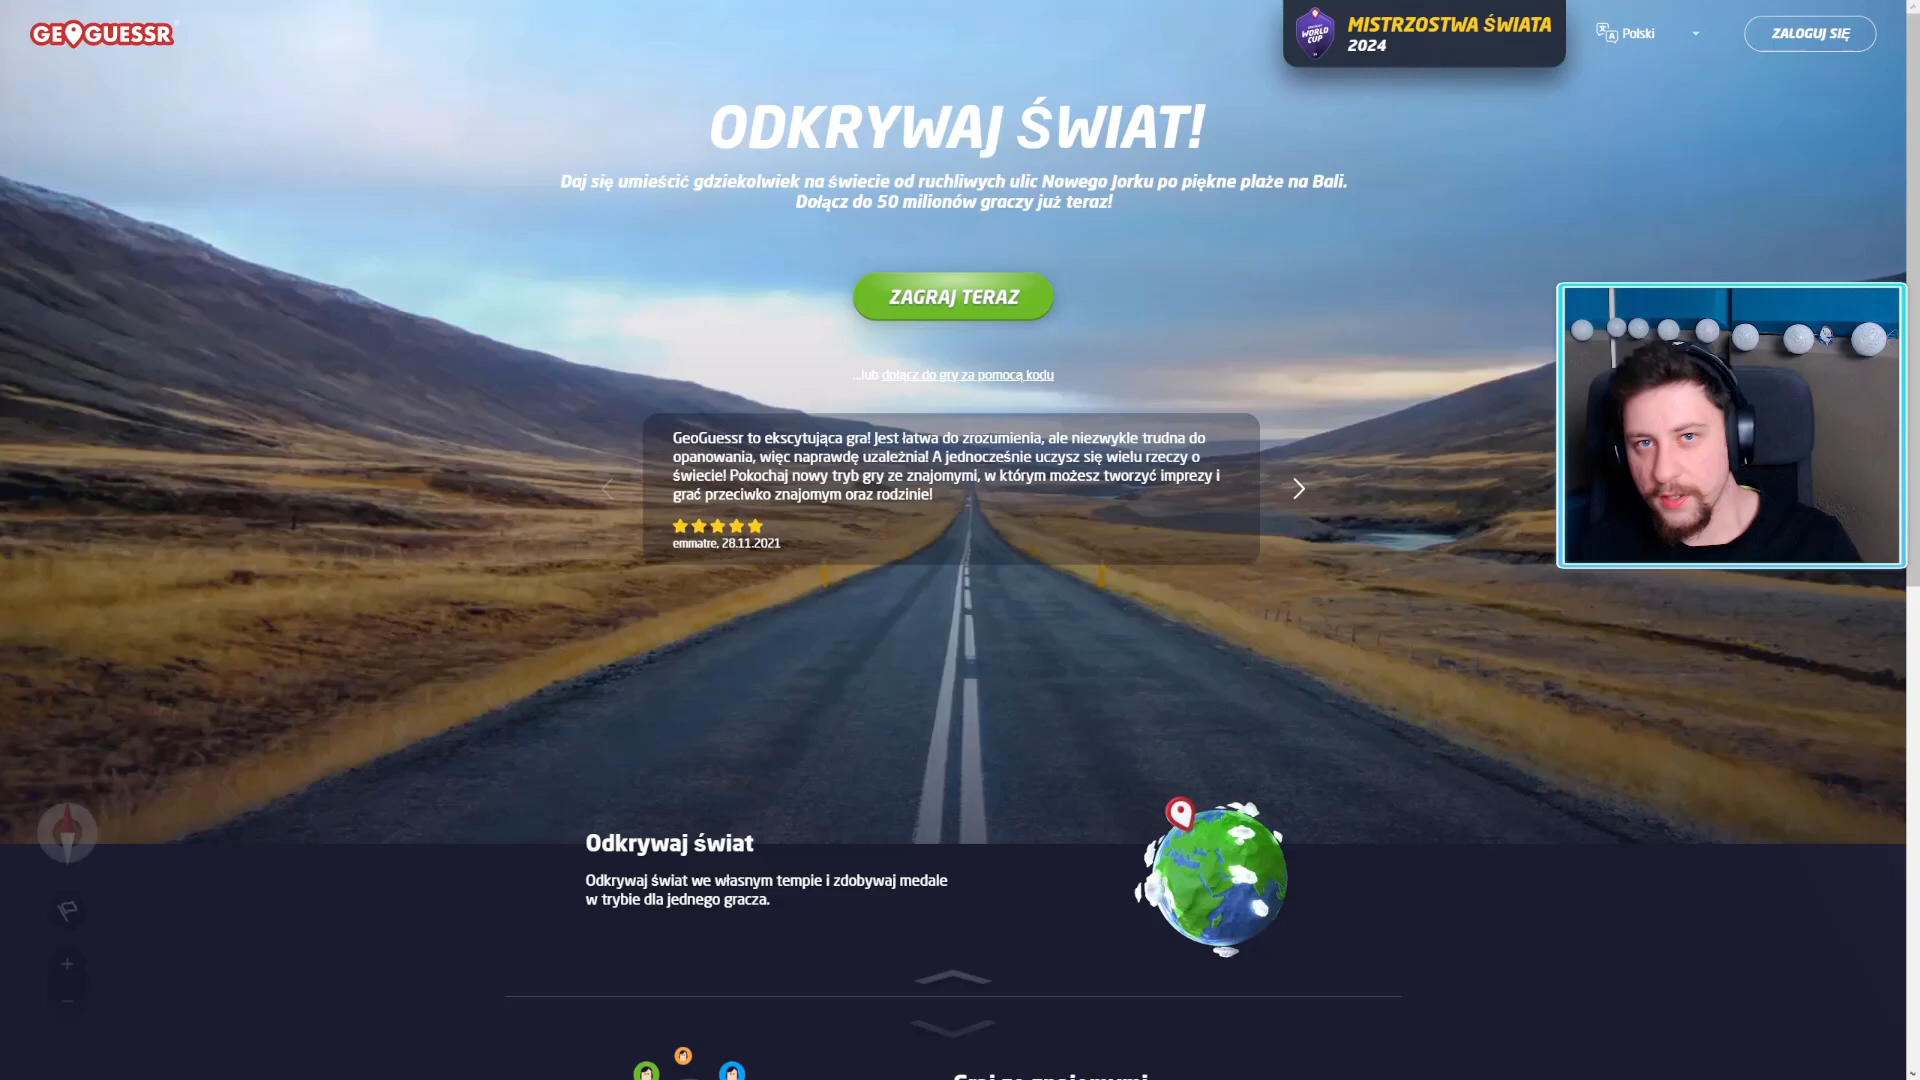 GEOGUESSR
WORLD CUP
MISTRZOSTWA ŚWIATA
2024
Polski
ZALOGUJ SIĘ
ODKRYWAJ ŚWIAT!
Daj się umieścić gdziekolwiek na świecie od ruchliwych ulic Nowego Jorku po piękne plaże na Bali.
Dołącz do 50 milionów graczy już teraz!
ZAGRAJ TERAZ
...lub dołącz do gry za pomocą kodu
GeoGuessr to ekscytująca gra! Jest łatwa do zrozumienia, ale niezwykle trudna do
opanowania, więc naprawdę uzależnia! A jednocześnie uczysz się wielu rzeczy o
świecie! Pokochaj nowy tryb gry ze znajomymi, w którym możesz tworzyć imprezy i
grać przeciwko znajomym oraz rodzinie!
emmatre, 28.11.2021
Odkrywaj świat
Odkrywaj świat we własnym tempie i zdobywaj medale
w trybie dla jednego gracza.